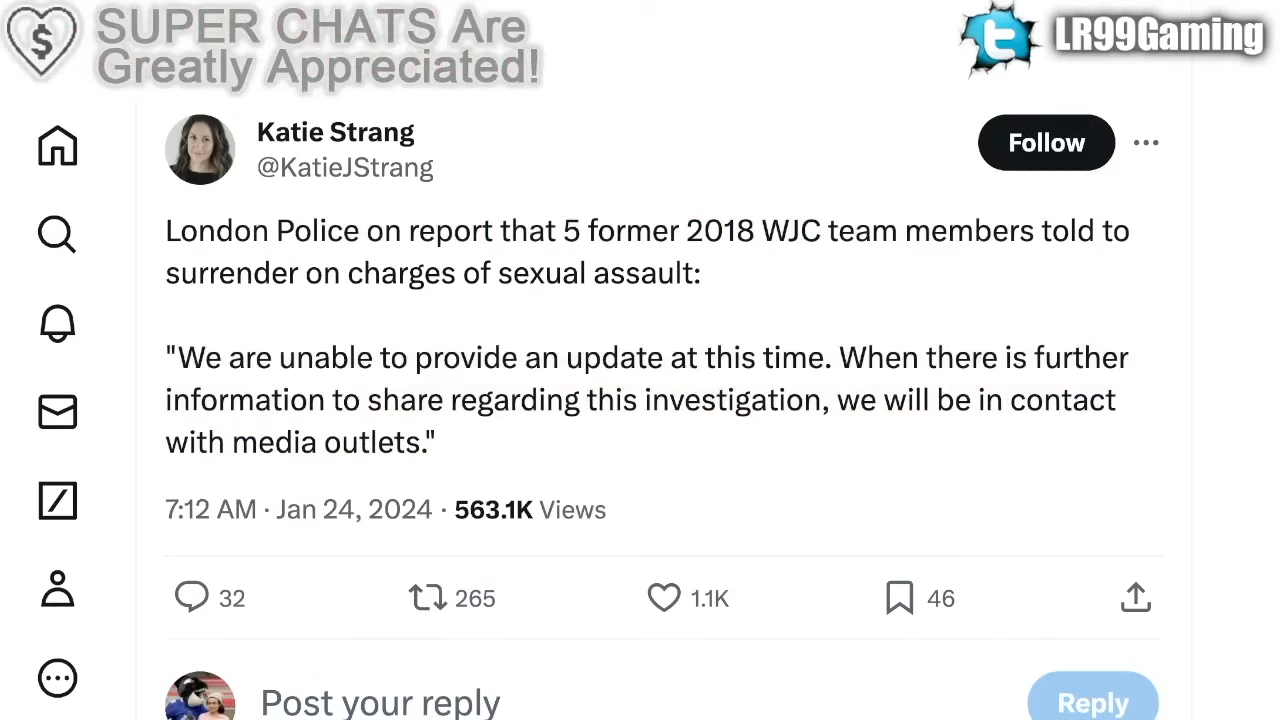 SUPER CHATS Are
Greatly Appreciated!
LR99Gaming
Katie Strang
@KatieJStrang
Follow
London Police on report that 5 former 2018 WJC team members told to
surrender on charges of sexual assault:
"We are unable to provide an update at this time. When there is further
information to share regarding this investigation, we will be in contact
with media outlets."
7:12 AM · Jan 24, 2024 · 563.1K Views
32 265 1.1K 46
Post your reply
Reply